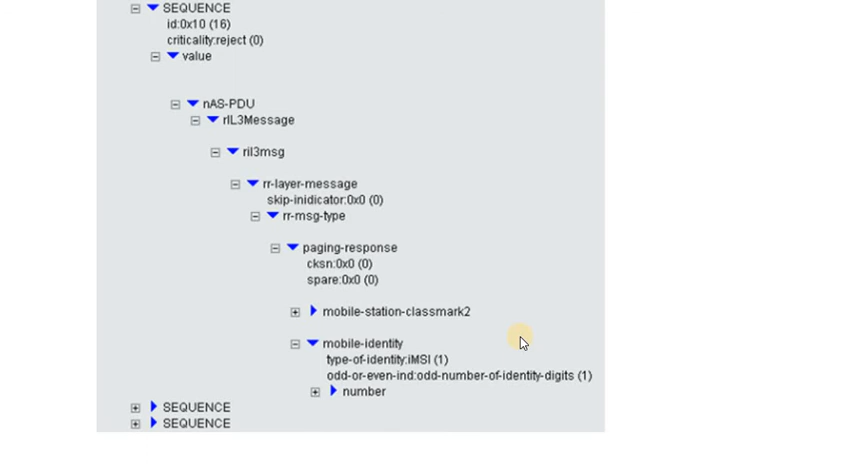 SEQUENCE
id:0x10 (16)
criticality:reject (0)
value
nAS-PDU
rIL3Message
ril3msg
rr-layer-message
skip-inidicator:0x0 (0)
rr-msg-type
paging-response
cksn:0x0 (0)
spare:0x0 (0)
mobile-station-classmark2
mobile-identity
type-of-identity:iMSI (1)
odd-or-even-ind:odd-number-of-identity-digits (1)
number
SEQUENCE
SEQUENCE